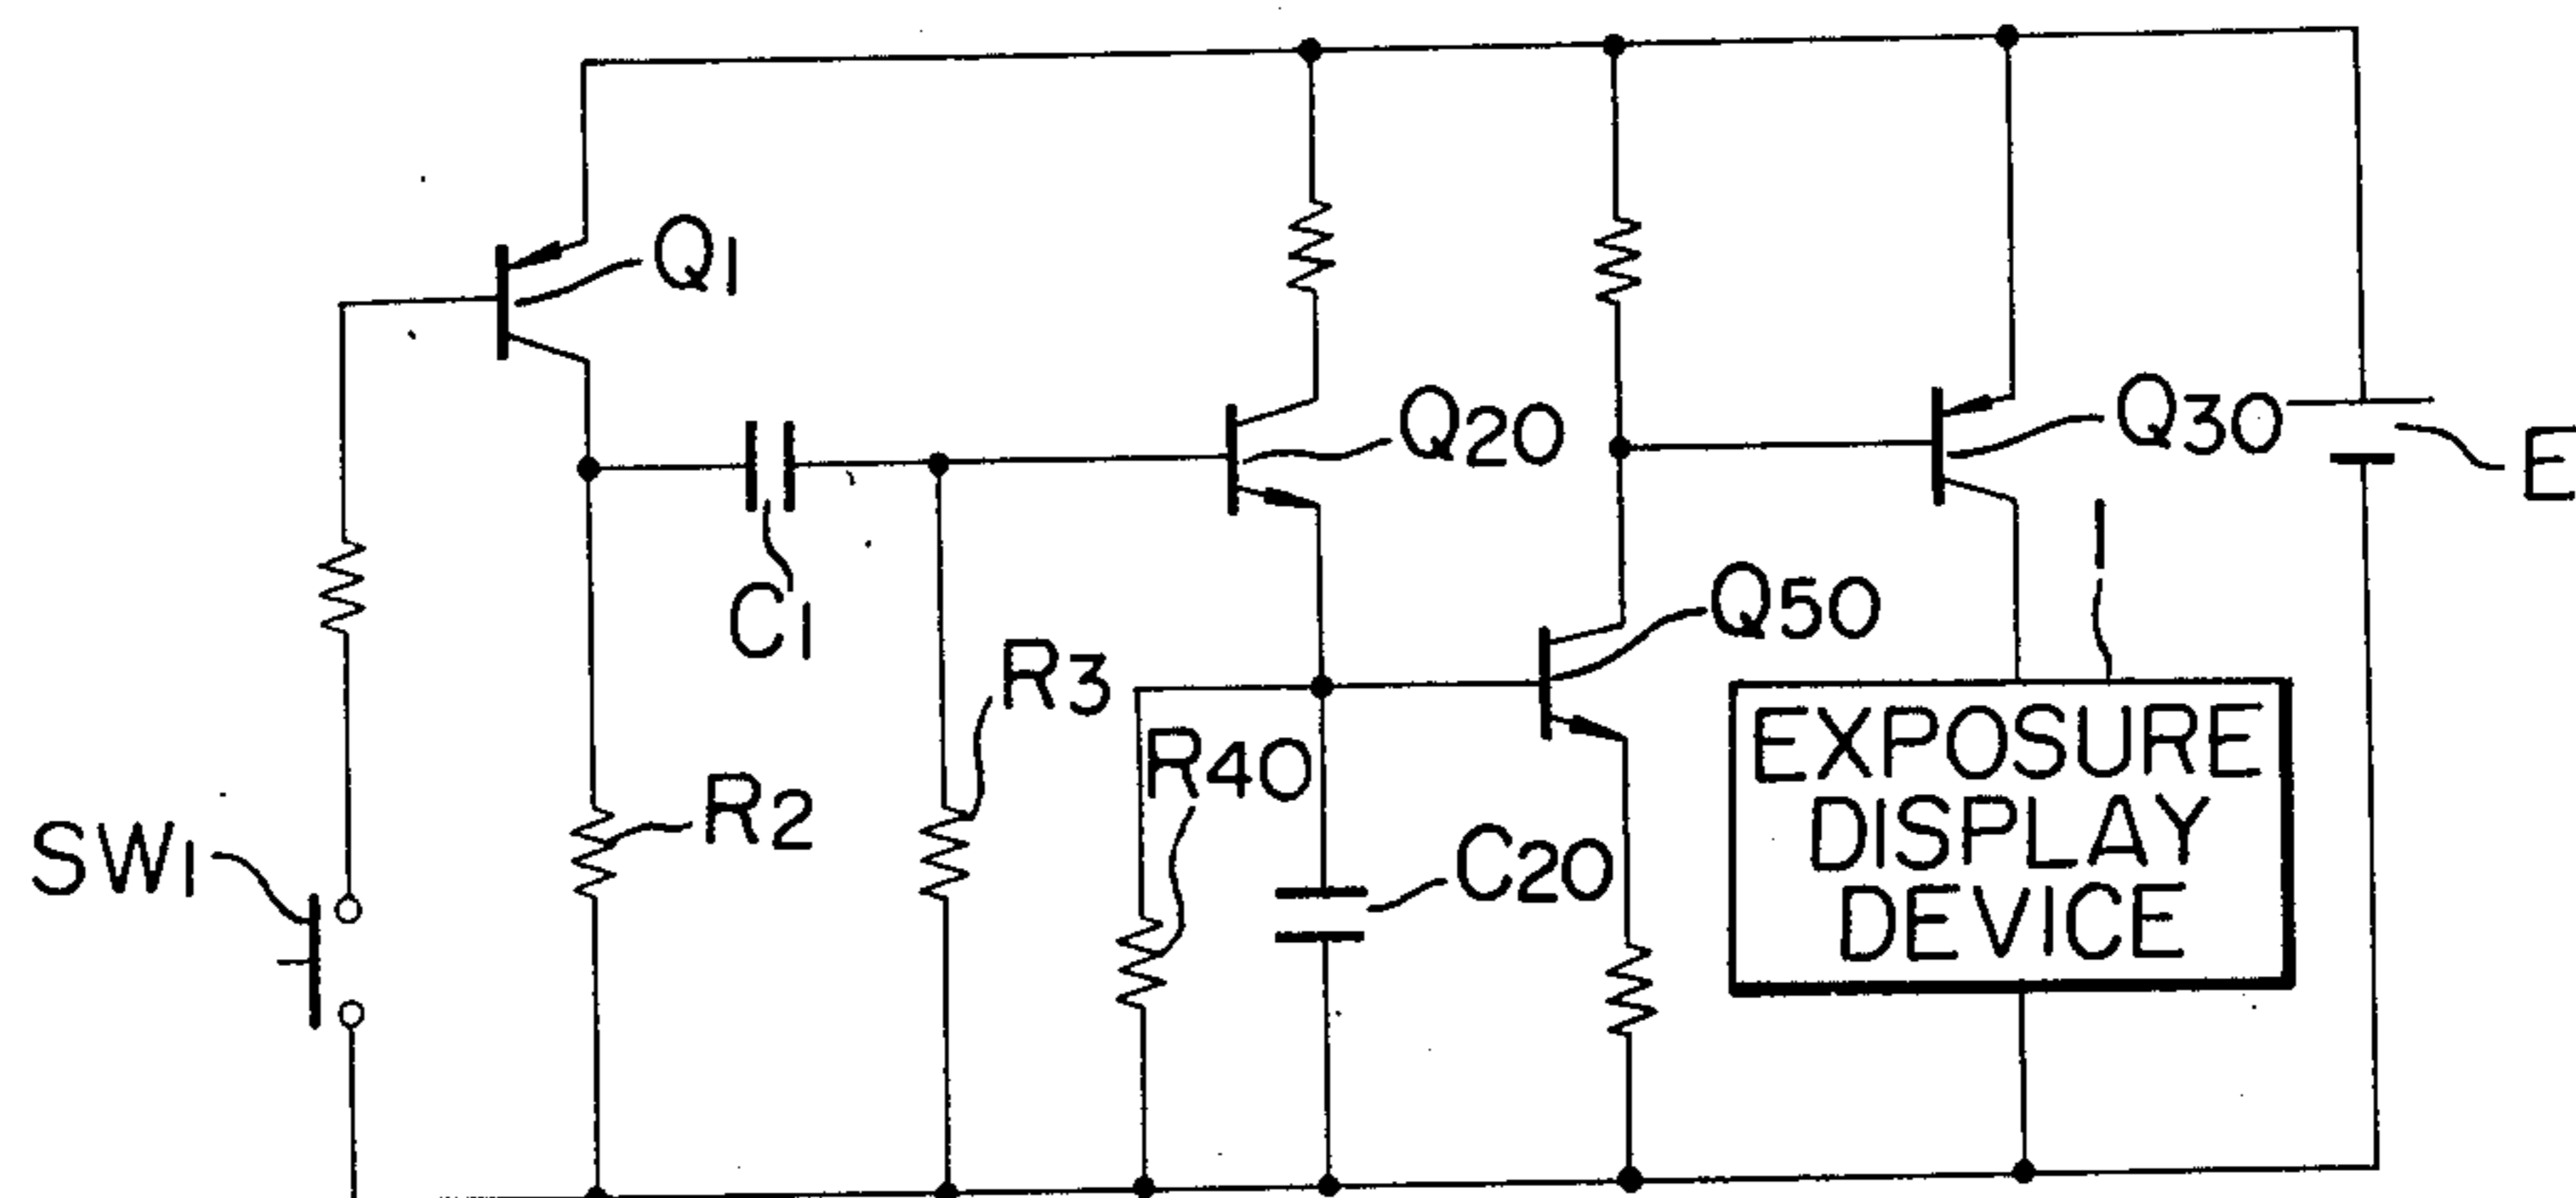 Q1
Q20
Q30
E
C1
Q50
1
R3
R40
EXPOSURE
DISPLAY
DEVICE
R2
C20
SW1